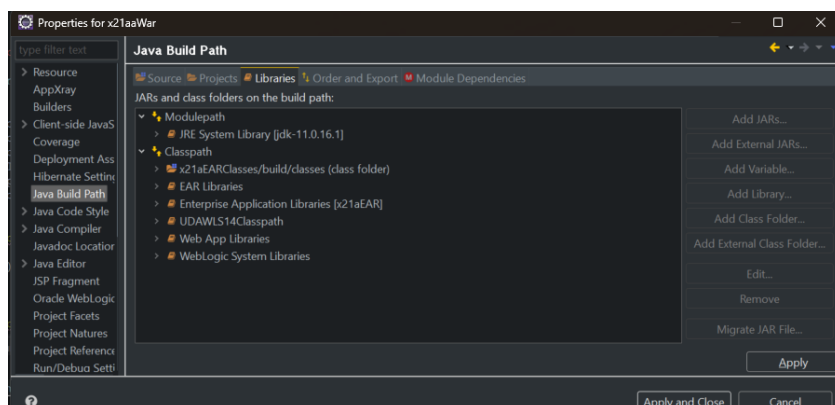 Properties for x21aaWar
type filter text
Java Build Path
Resource
AppXray
Builders
Client-side JavaS
Coverage
Deployment Ass
Hibernate Setting
Java Build Path
Java Code Style
Java Compiler
Javadoc Location
Java Editor
JSP Fragment
Oracle WebLogic
Project Facets
Project Natures
Project Reference
Run/Debug Setti
Source Projects Libraries Order and Export Module Dependencies
JARs and class folders on the build path:
Modulepath
JRE System Library [jdk-11.0.16.1]
Classpath
x21aEARClasses/build/classes (class folder)
EAR Libraries
Enterprise Application Libraries [x21aEAR]
UDAWLS14Classpath
Web App Libraries
WebLogic System Libraries
Add JARs...
Add External JARs...
Add Variable...
Add Library...
Add Class Folder...
Add External Class Folder...
Edit...
Remove
Migrate JAR File...
Apply
Apply and Close
Cancel